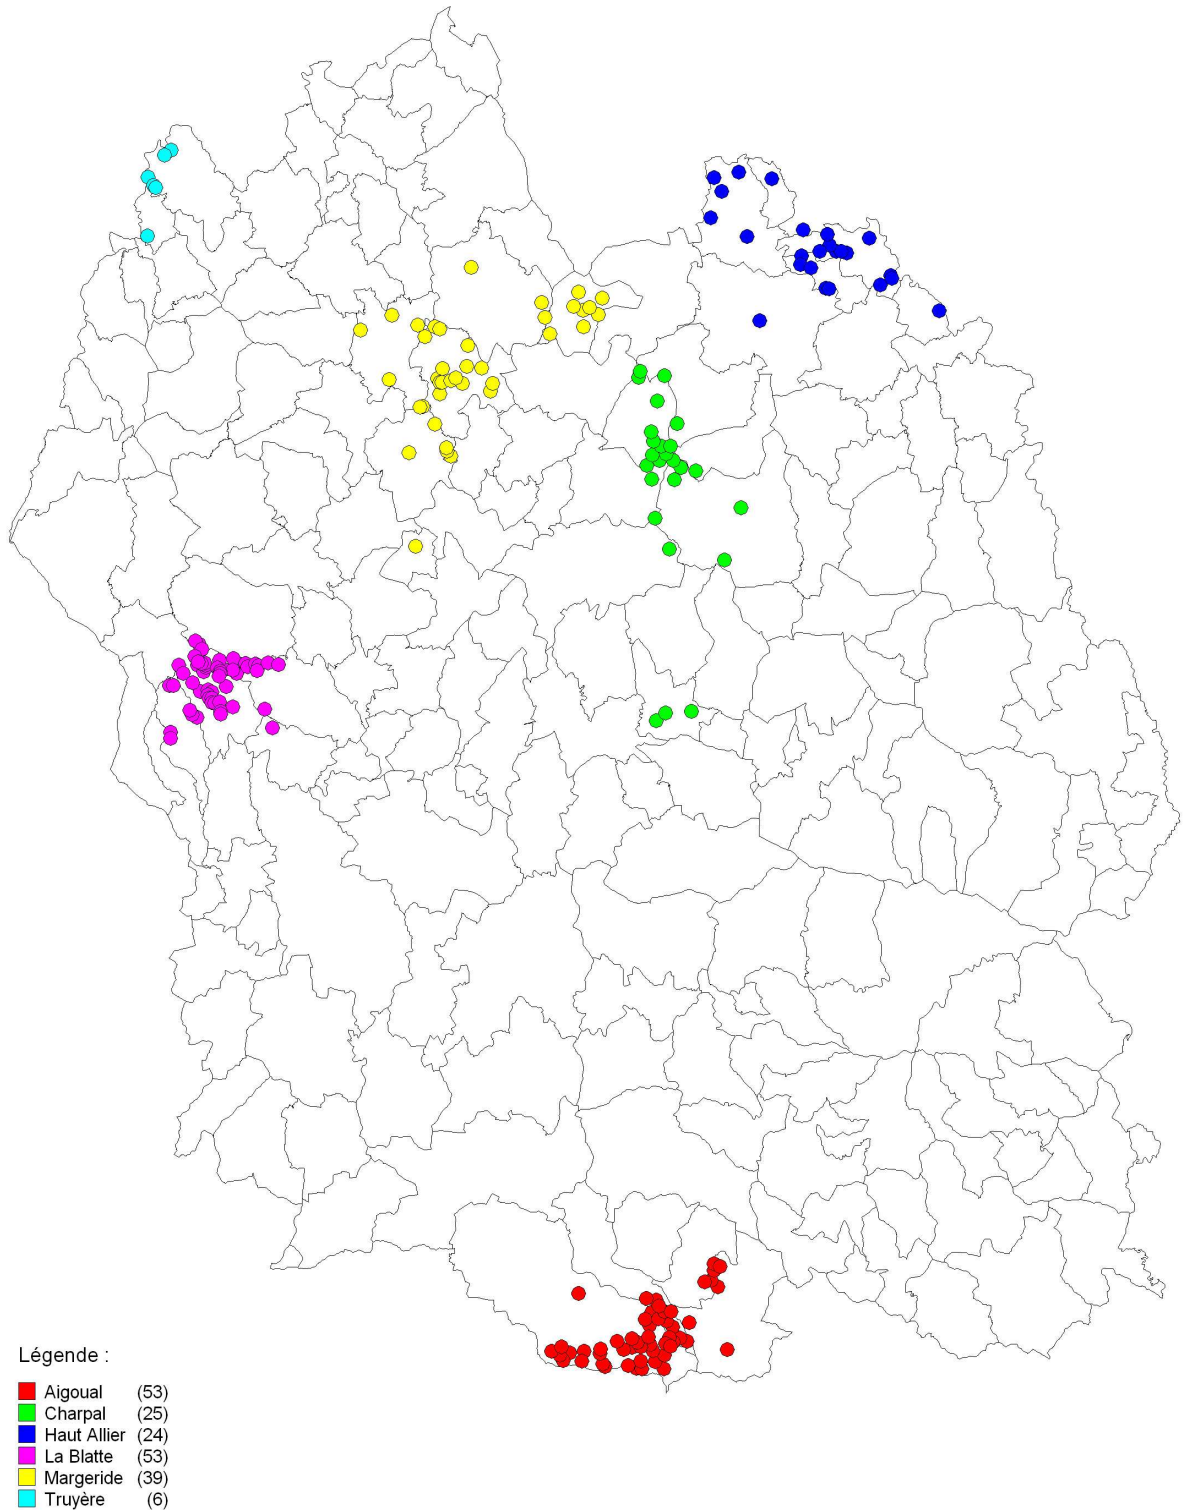 Légende :
Aigoual (53)
Charpal (25)
Haut Allier (24)
La Blatte (53)
Margeride (39)
Truyère (6)